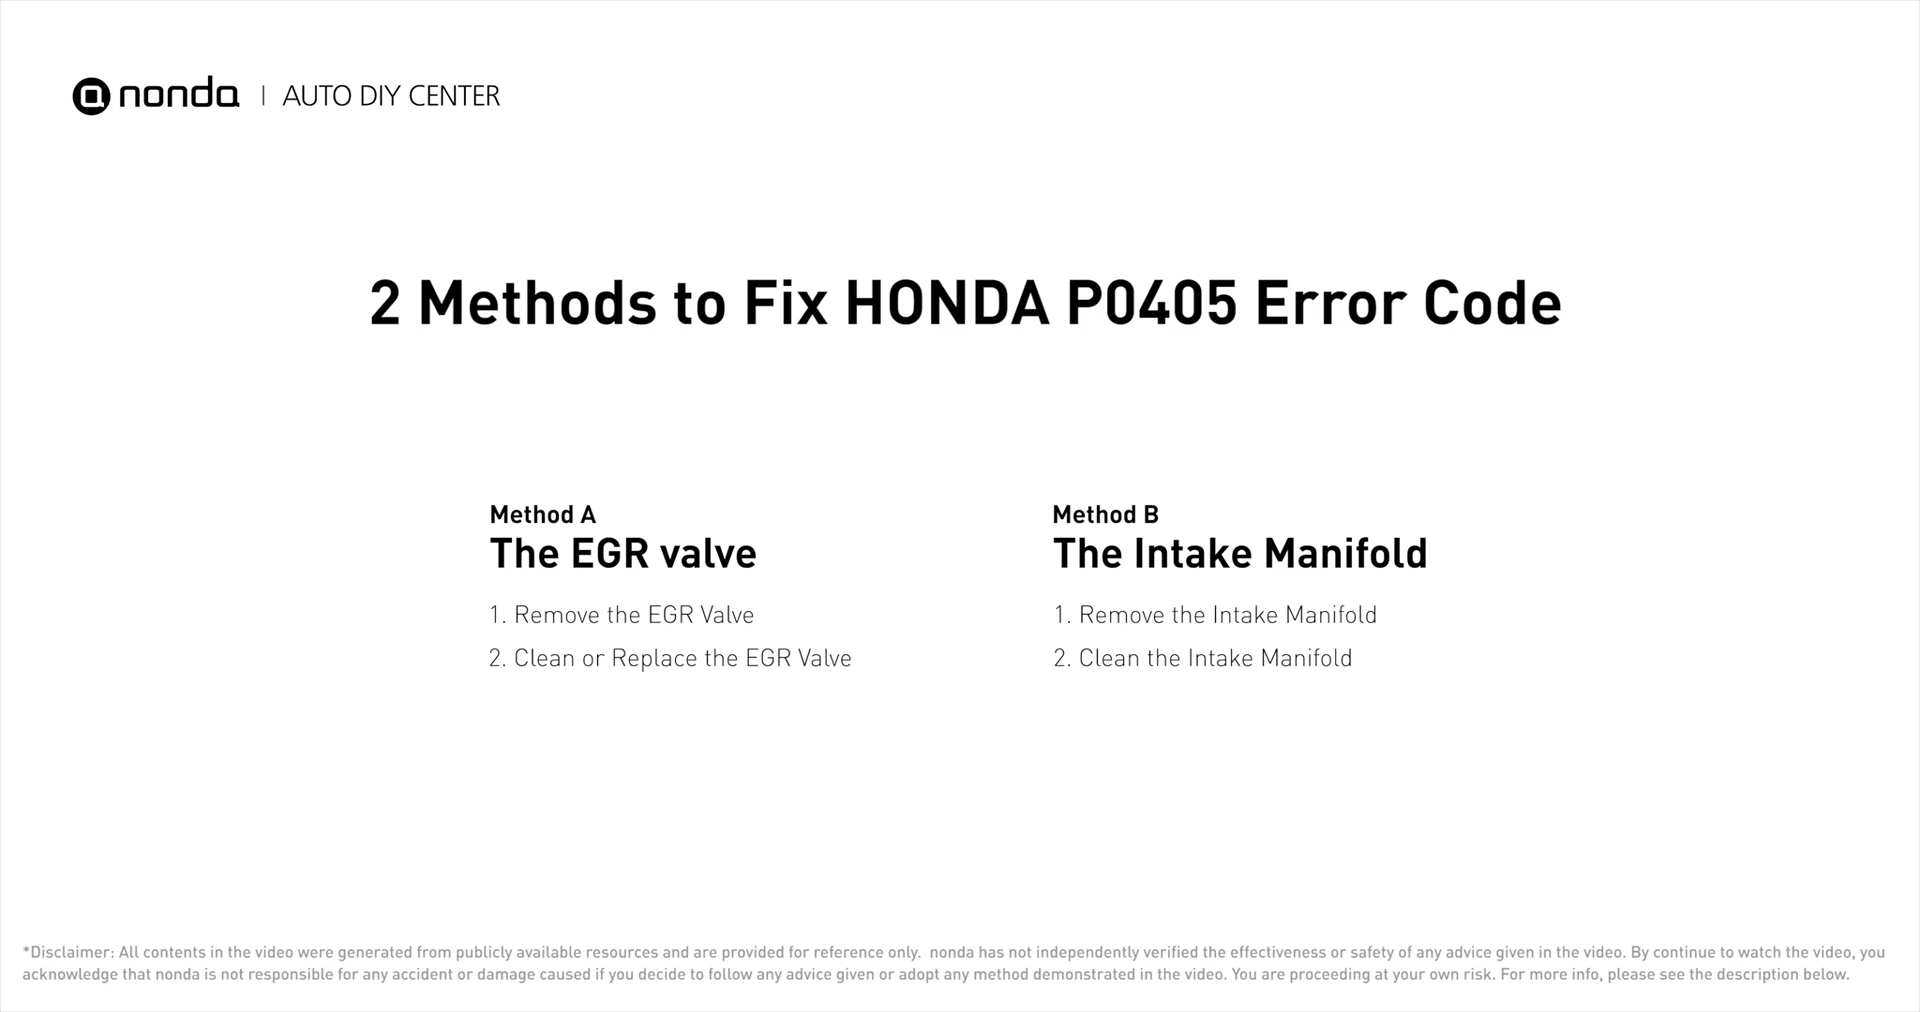 nonda | AUTO DIY CENTER
2 Methods to Fix HONDA P0405 Error Code
Method A
The EGR valve
1. Remove the EGR Valve
2. Clean or Replace the EGR Valve
Method B
The Intake Manifold
1. Remove the Intake Manifold
2. Clean the Intake Manifold
*Disclaimer: All contents in the video were generated from publicly available resources and are provided for reference only.  nonda has not independently verified the effectiveness or safety of any advice given in the video. By continue to watch the video, you
acknowledge that nonda is not responsible for any accident or damage caused if you decide to follow any advice given or adopt any method demonstrated in the video. You are proceeding at your own risk. For more info, please see the description below.